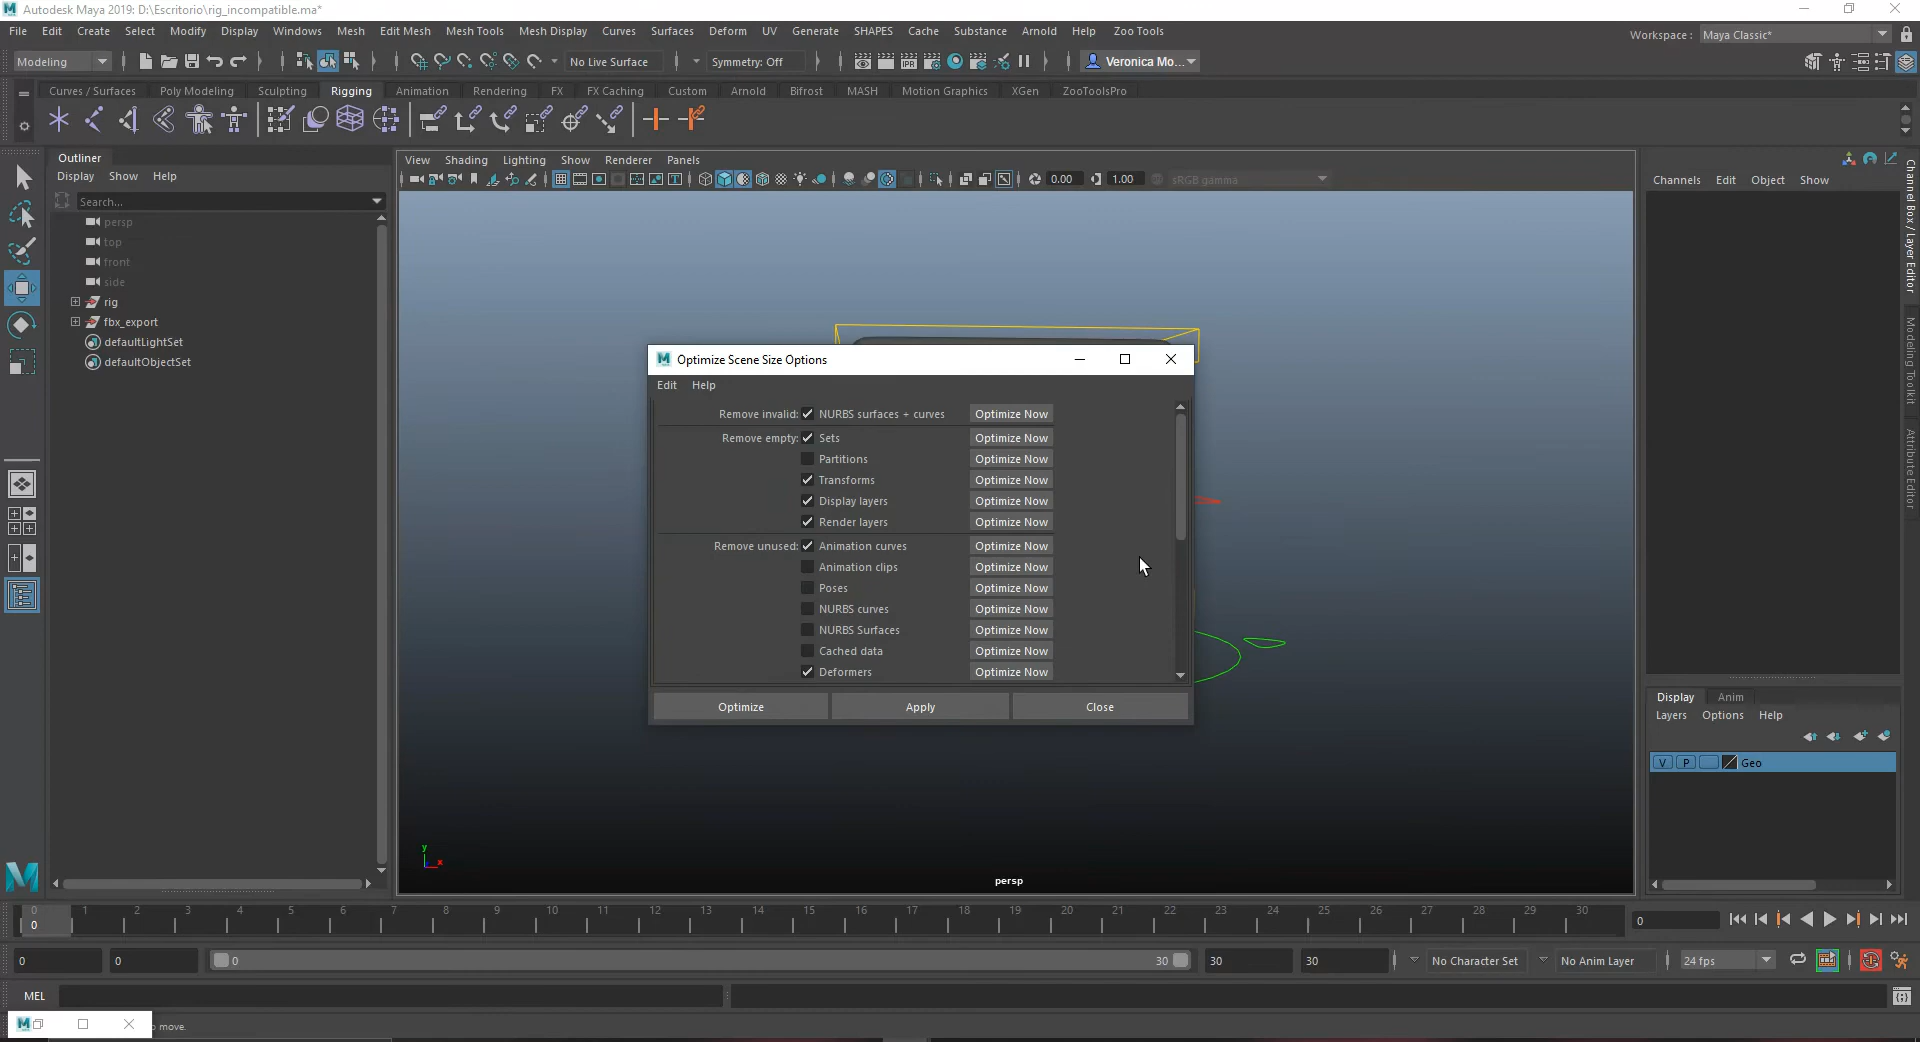 Autodesk Maya 2019: D:\Escritorio\rig_incompatible.ma*
File Edit Create Select Modify Display Windows Mesh Edit Mesh Mesh Tools Mesh Display Curves Surfaces Deform UV Generate SHAPES Cache Substance Arnold Help Zoo Tools
Workspace : Maya Classic*
Modeling No Live Surface Symmetry: Off IPR Veronica Mo...
Curves / Surfaces Poly Modeling Sculpting Rigging Animation Rendering FX FX Caching Custom Arnold Bifrost MASH Motion Graphics XGen ZooToolsPro
Outliner
Display Show Help
Search...
persp
top
front
side
rig
fbx_export
defaultLightSet
defaultObjectSet
View Shading Lighting Show Renderer Panels
0.00 1.00 sRGB gamma
Optimize Scene Size Options
Edit Help
Remove invalid: NURBS surfaces + curves Optimize Now
Remove empty: Sets Optimize Now
Partitions Optimize Now
Transforms Optimize Now
Display layers Optimize Now
Render layers Optimize Now
Remove unused: Animation curves Optimize Now
Animation clips Optimize Now
Poses Optimize Now
NURBS curves Optimize Now
NURBS Surfaces Optimize Now
Cached data Optimize Now
Deformers Optimize Now
Optimize Apply Close
y
x
persp
Channels Edit Object Show
Channel Box / Layer Editor
Modeling Toolkit
Attribute Editor
Display Anim
Layers Options Help
V P Geo
0 1 2 3 4 5 6 7 8 9 10 11 12 13 14 15 16 17 18 19 20 21 22 23 24 25 26 27 28 29 30
0
0
0 0 0 30 30 30 No Character Set No Anim Layer 24 fps
MEL
o move.